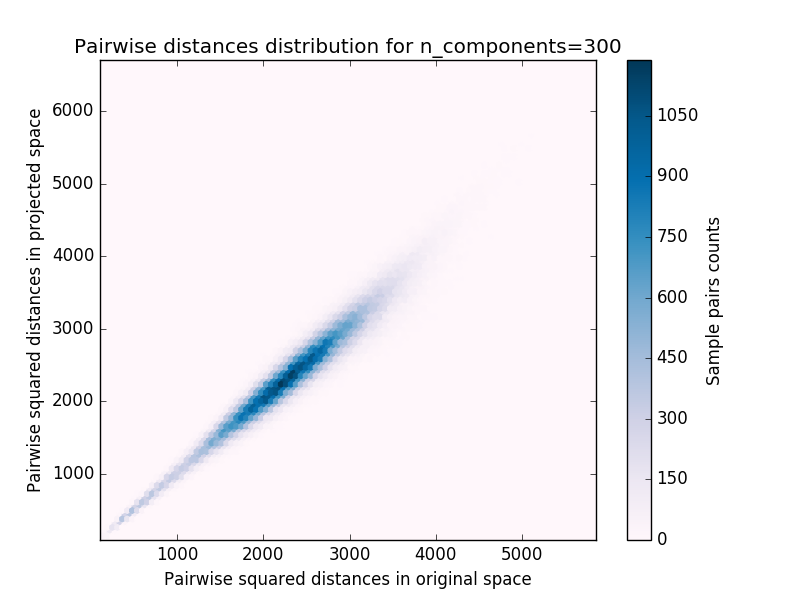 Pairwise distances distribution for n_components=300
Pairwise squared distances in projected space
6000
5000
4000
3000
2000
1000
1000 2000 3000 4000 5000
Pairwise squared distances in original space
1050
900
750
600
450
300
150
0
Sample pairs counts